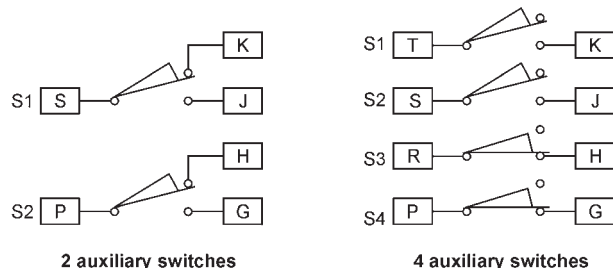 K
S1 S J
H
S2 P G
2 auxiliary switches
S1 T K
S2 S J
S3 R H
S4 P G
4 auxiliary switches